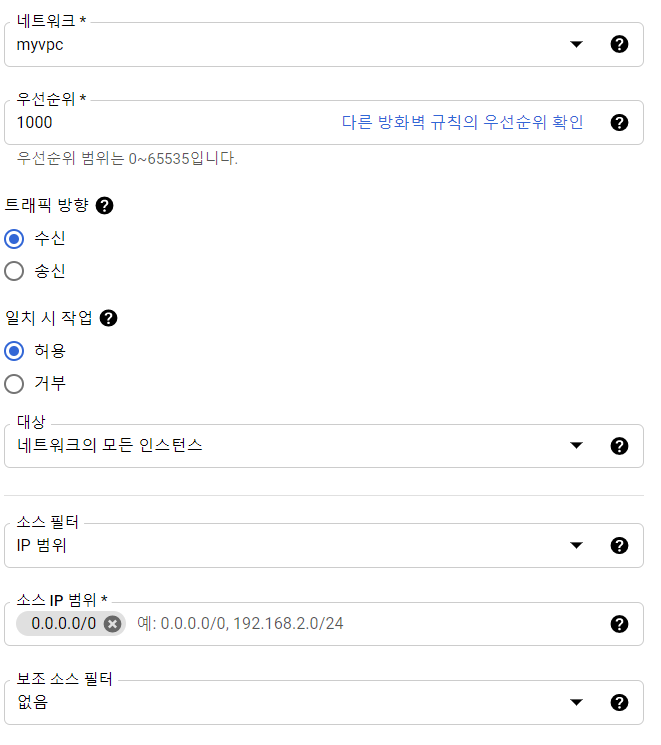 네트워크 *
myvpc
우선순위 *
1000 다른 방화벽 규칙의 우선순위 확인
우선순위 범위는 0~65535입니다.
트래픽 방향
수신
송신
일치 시 작업
허용
거부
대상
네트워크의 모든 인스턴스
소스 필터
IP 범위
소스 IP 범위 *
0.0.0.0/0 예: 0.0.0.0/0, 192.168.2.0/24
보조 소스 필터
없음